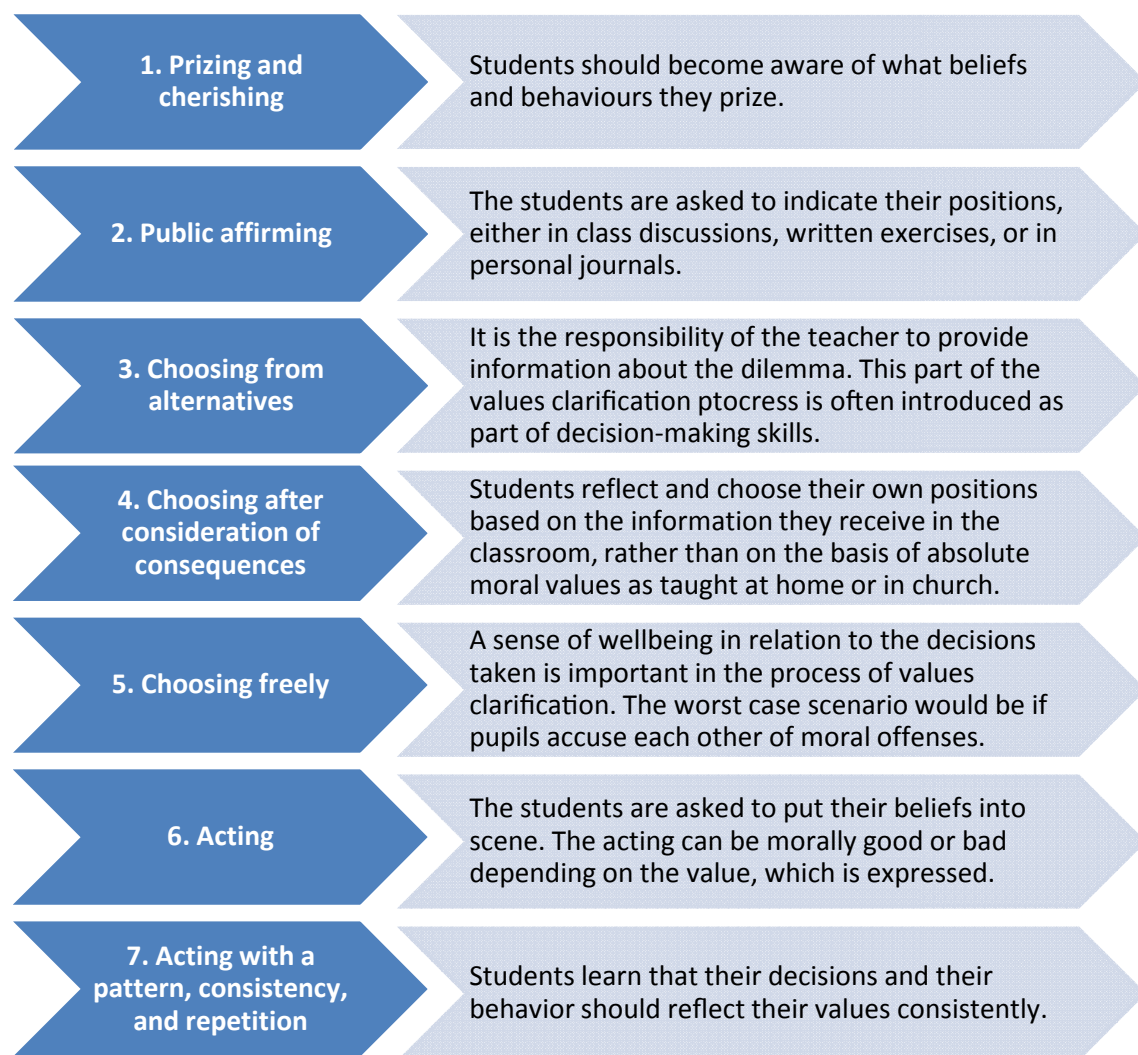 1. Prizing and
cherishing
Students should become aware of what beliefs
and behaviours they prize.
2. Public affirming
The students are asked to indicate their positions,
either in class discussions, written exercises, or in
personal journals.
3. Choosing from
alternatives
It is the responsibility of the teacher to provide
information about the dilemma. This part of the
values clarification ptocress is often introduced as
part of decision-making skills.
4. Choosing after
consideration of
consequences
Students reflect and choose their own positions
based on the information they receive in the
classroom, rather than on the basis of absolute
moral values as taught at home or in church.
5. Choosing freely
A sense of wellbeing in relation to the decisions
taken is important in the process of values
clarification. The worst case scenario would be if
pupils accuse each other of moral offenses.
6. Acting
The students are asked to put their beliefs into
scene. The acting can be morally good or bad
depending on the value, which is expressed.
7. Acting with a
pattern, consistency,
and repetition
Students learn that their decisions and their
behavior should reflect their values consistently.